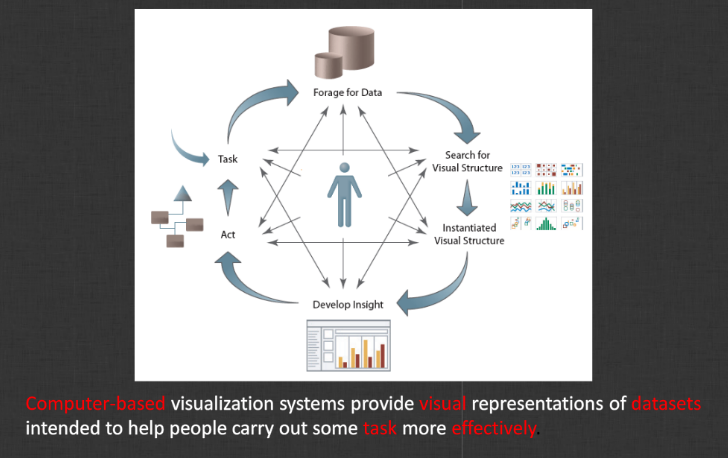 Forage for Data
Task
Search for
Visual Structure
Act
Instantiated
Visual Structure
Develop Insight
Computer-based visualization systems provide visual representations of datasets
intended to help people carry out some task more effectively.